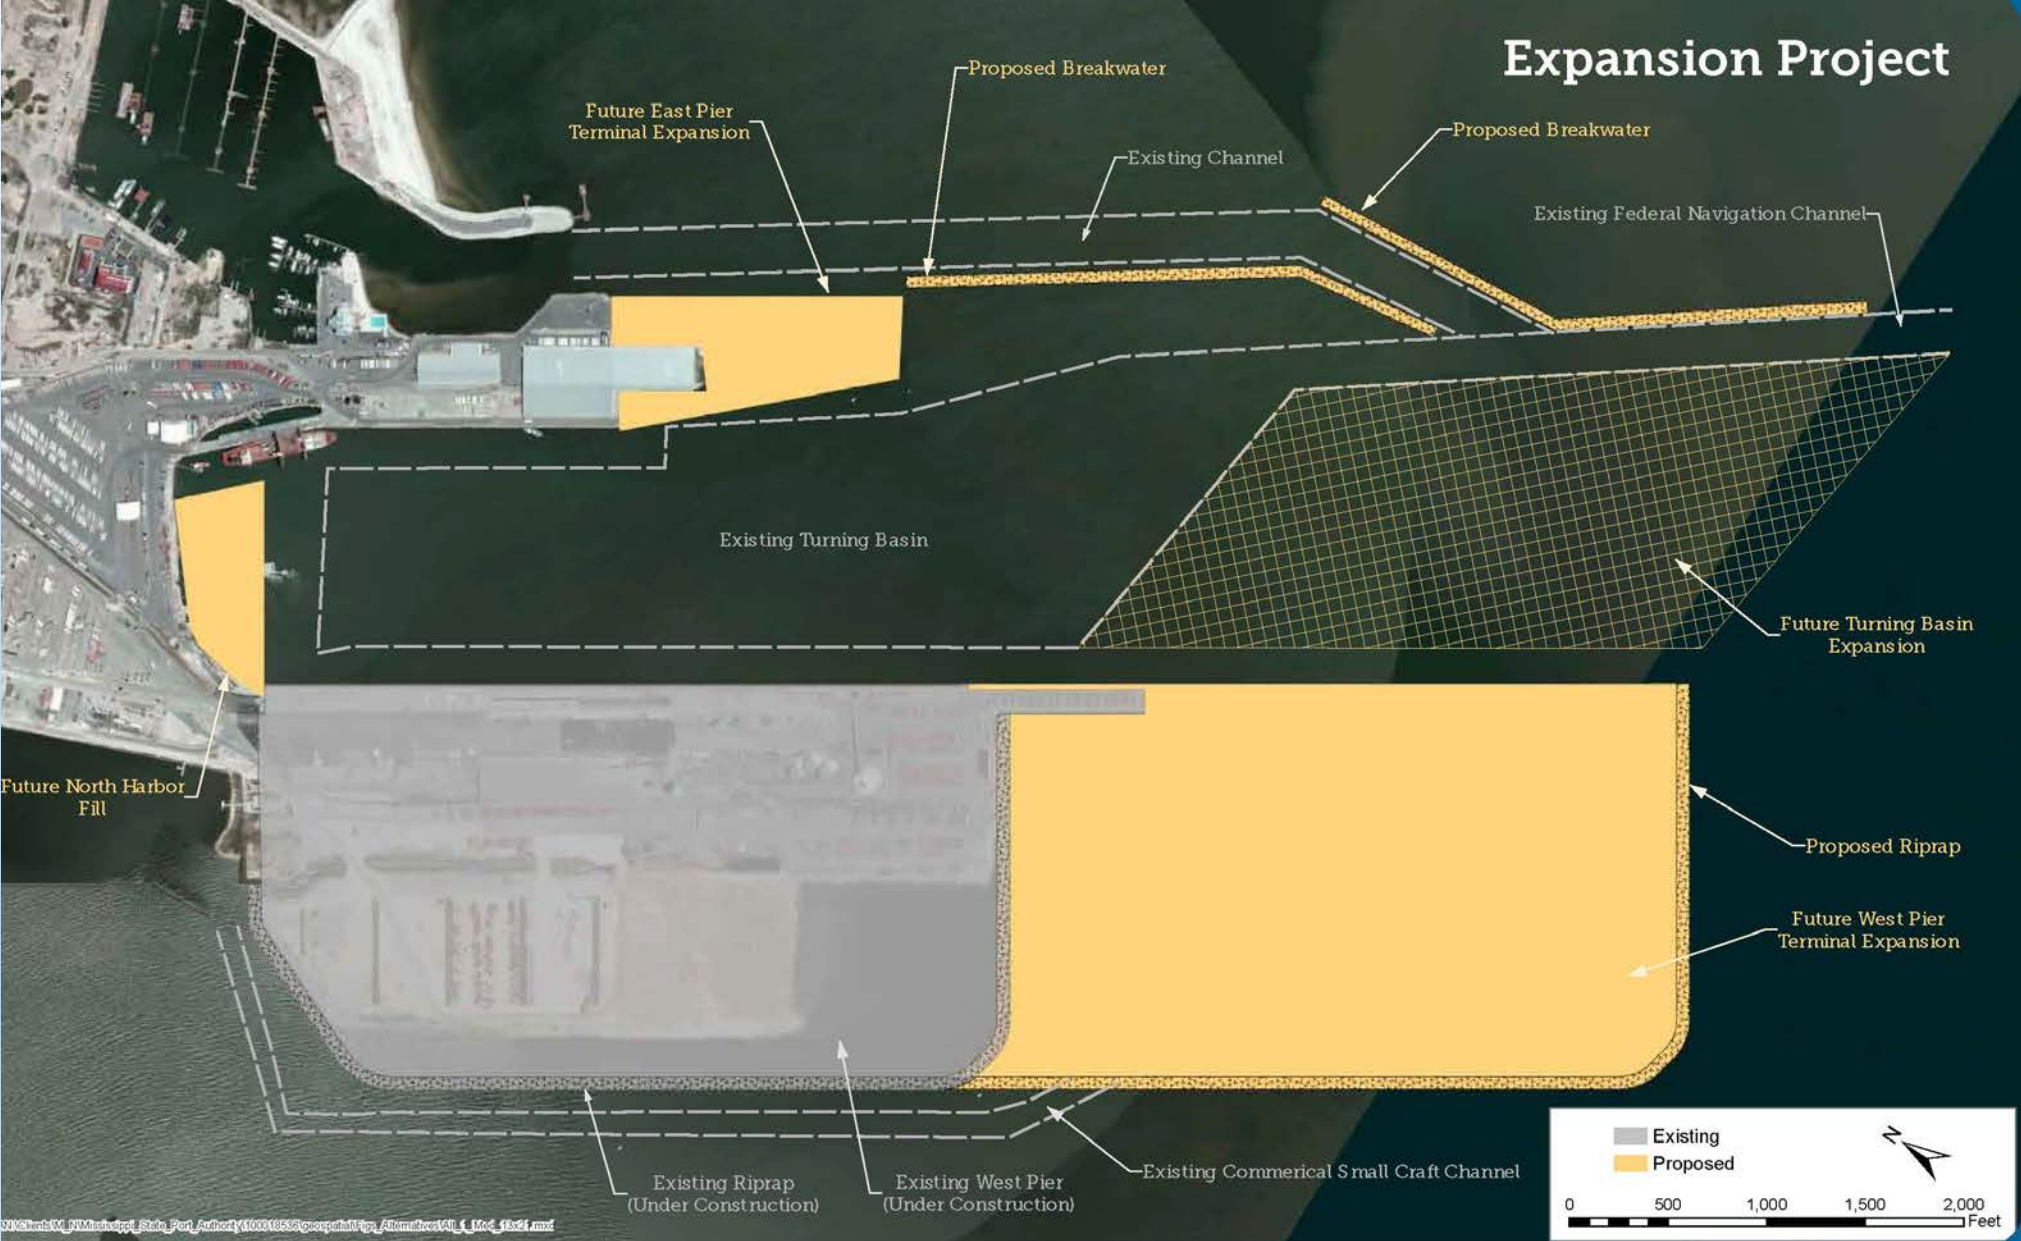 Expansion Project
Proposed Breakwater
Future East Pier
Terminal Expansion
Proposed Breakwater
Existing Channel
Existing Federal Navigation Channel
Existing Turning Basin
Future Turning Basin
Expansion
Future North Harbor
Fill
Proposed Riprap
Future West Pier
Terminal Expansion
Existing Riprap
(Under Construction)
Existing West Pier
(Under Construction)
Existing Commerical Small Craft Channel
Existing
Proposed
N
0 500 1,000 1,500 2,000
Feet